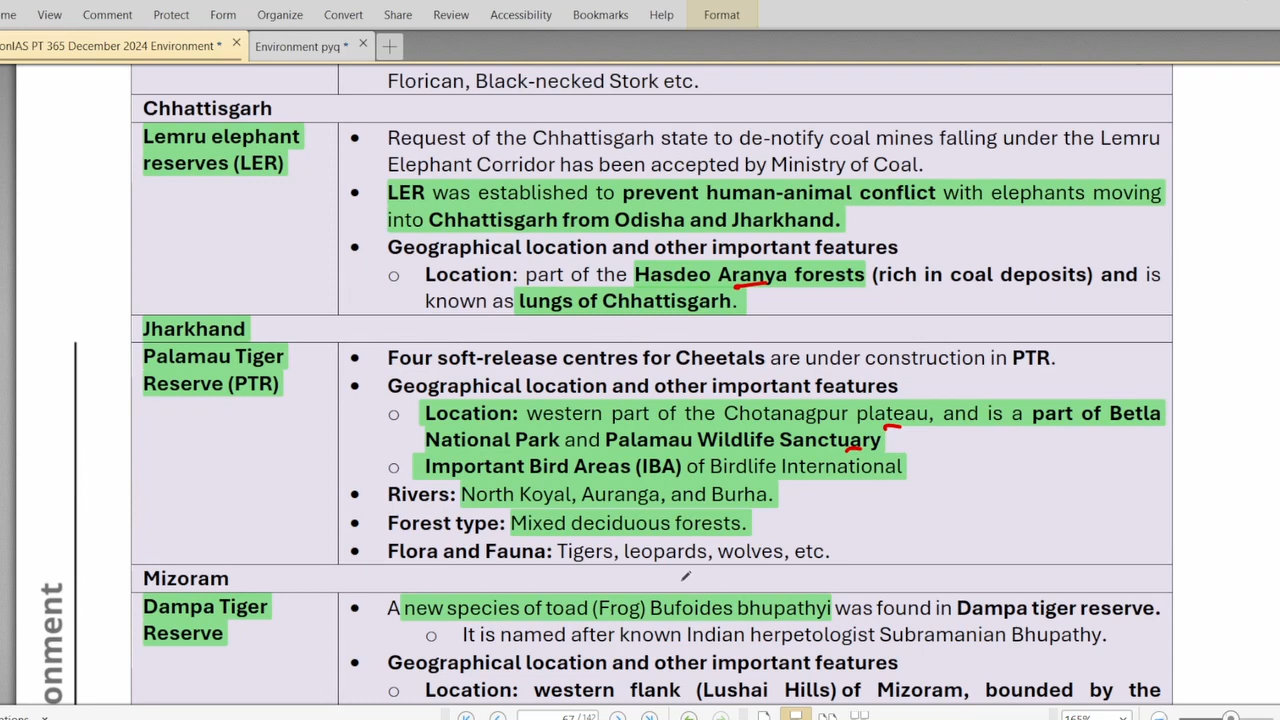 View Comment Protect Form Organize Convert Share Review Accessibility Bookmarks Help Format
onIAS PT 365 December 2024 Environment * Environment pyq *
Florican, Black-necked Stork etc.
Chhattisgarh
Lemru elephant
reserves (LER)
• Request of the Chhattisgarh state to de-notify coal mines falling under the Lemru
Elephant Corridor has been accepted by Ministry of Coal.
• LER was established to prevent human-animal conflict with elephants moving
into Chhattisgarh from Odisha and Jharkhand.
• Geographical location and other important features
o Location: part of the Hasdeo Aranya forests (rich in coal deposits) and is
known as lungs of Chhattisgarh.
Jharkhand
Palamau Tiger
Reserve (PTR)
• Four soft-release centres for Cheetals are under construction in PTR.
• Geographical location and other important features
o Location: western part of the Chotanagpur plateau, and is a part of Betla
National Park and Palamau Wildlife Sanctuary
o Important Bird Areas (IBA) of Birdlife International
• Rivers: North Koyal, Auranga, and Burha.
• Forest type: Mixed deciduous forests.
• Flora and Fauna: Tigers, leopards, wolves, etc.
Mizoram
Dampa Tiger
Reserve
• A new species of toad (Frog) Bufoides bhupathyi was found in Dampa tiger reserve.
o It is named after known Indian herpetologist Subramanian Bhupathy.
• Geographical location and other important features
o Location: western flank (Lushai Hills) of Mizoram, bounded by the
onment